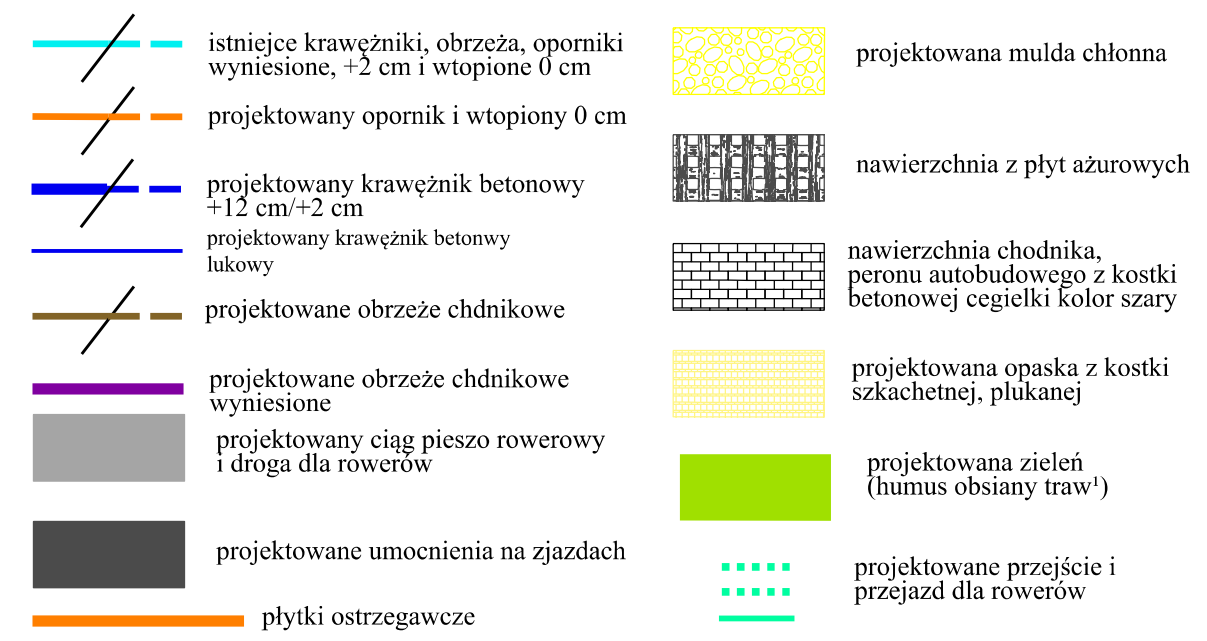 istniejce krawężniki, obrzeża, oporniki
wyniesione, +2 cm i wtopione 0 cm
projektowany opornik i wtopiony 0 cm
projektowany krawężnik betonowy
+12 cm/+2 cm
projektowany krawężnik betonwy
lukowy
projektowane obrzeże chdnikowe
projektowane obrzeże chdnikowe
wyniesione
projektowany ciąg pieszo rowerowy
i droga dla rowerów
projektowane umocnienia na zjazdach
płytki ostrzegawcze
projektowana mulda chłonna
nawierzchnia z płyt ażurowych
nawierzchnia chodnika,
peronu autobudowego z kostki
betonowej cegielki kolor szary
projektowana opaska z kostki
szkachetnej, plukanej
projektowana zieleń
(humus obsiany traw¹)
projektowane przejście i
przejazd dla rowerów